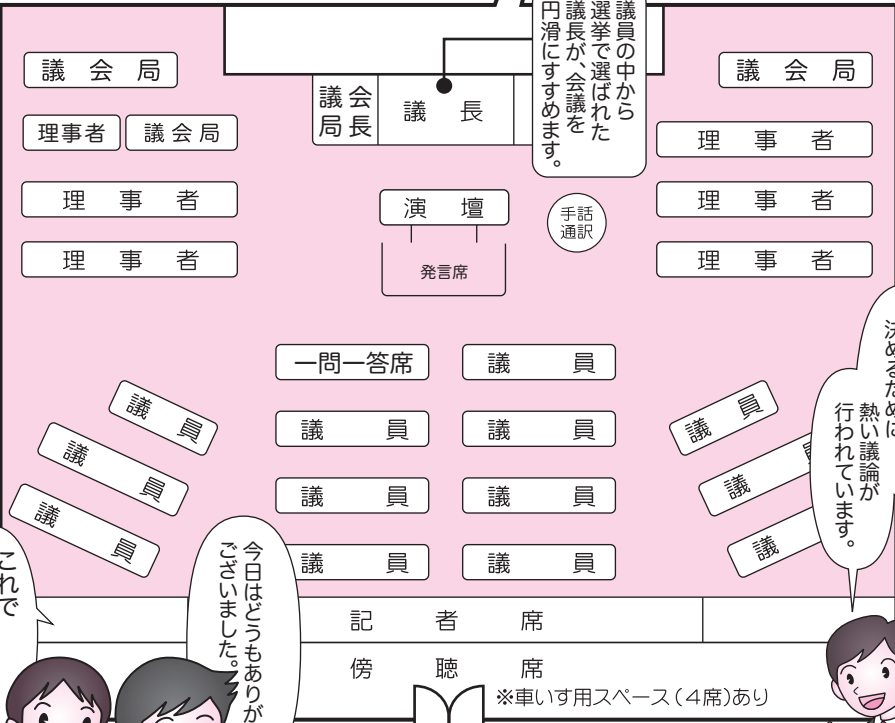 議員の中から
選挙で選ばれた
議長が、会議を
円滑にすすめます。
議会局
議会
局長
議長
議会局
理事者
議会局
理事者
理事者
演壇
手話
通訳
理事者
理事者
発言席
理事者
一問一答席
議員
議員
議員
議員
議員
議員
議員
議員
議員
議員
議員
議員
議員
議
決めるために
熱い議論が
行われています。
これで
今日はどうもありが
ございました。
記者席
傍聴席
※車いす用スペース（4席）あり